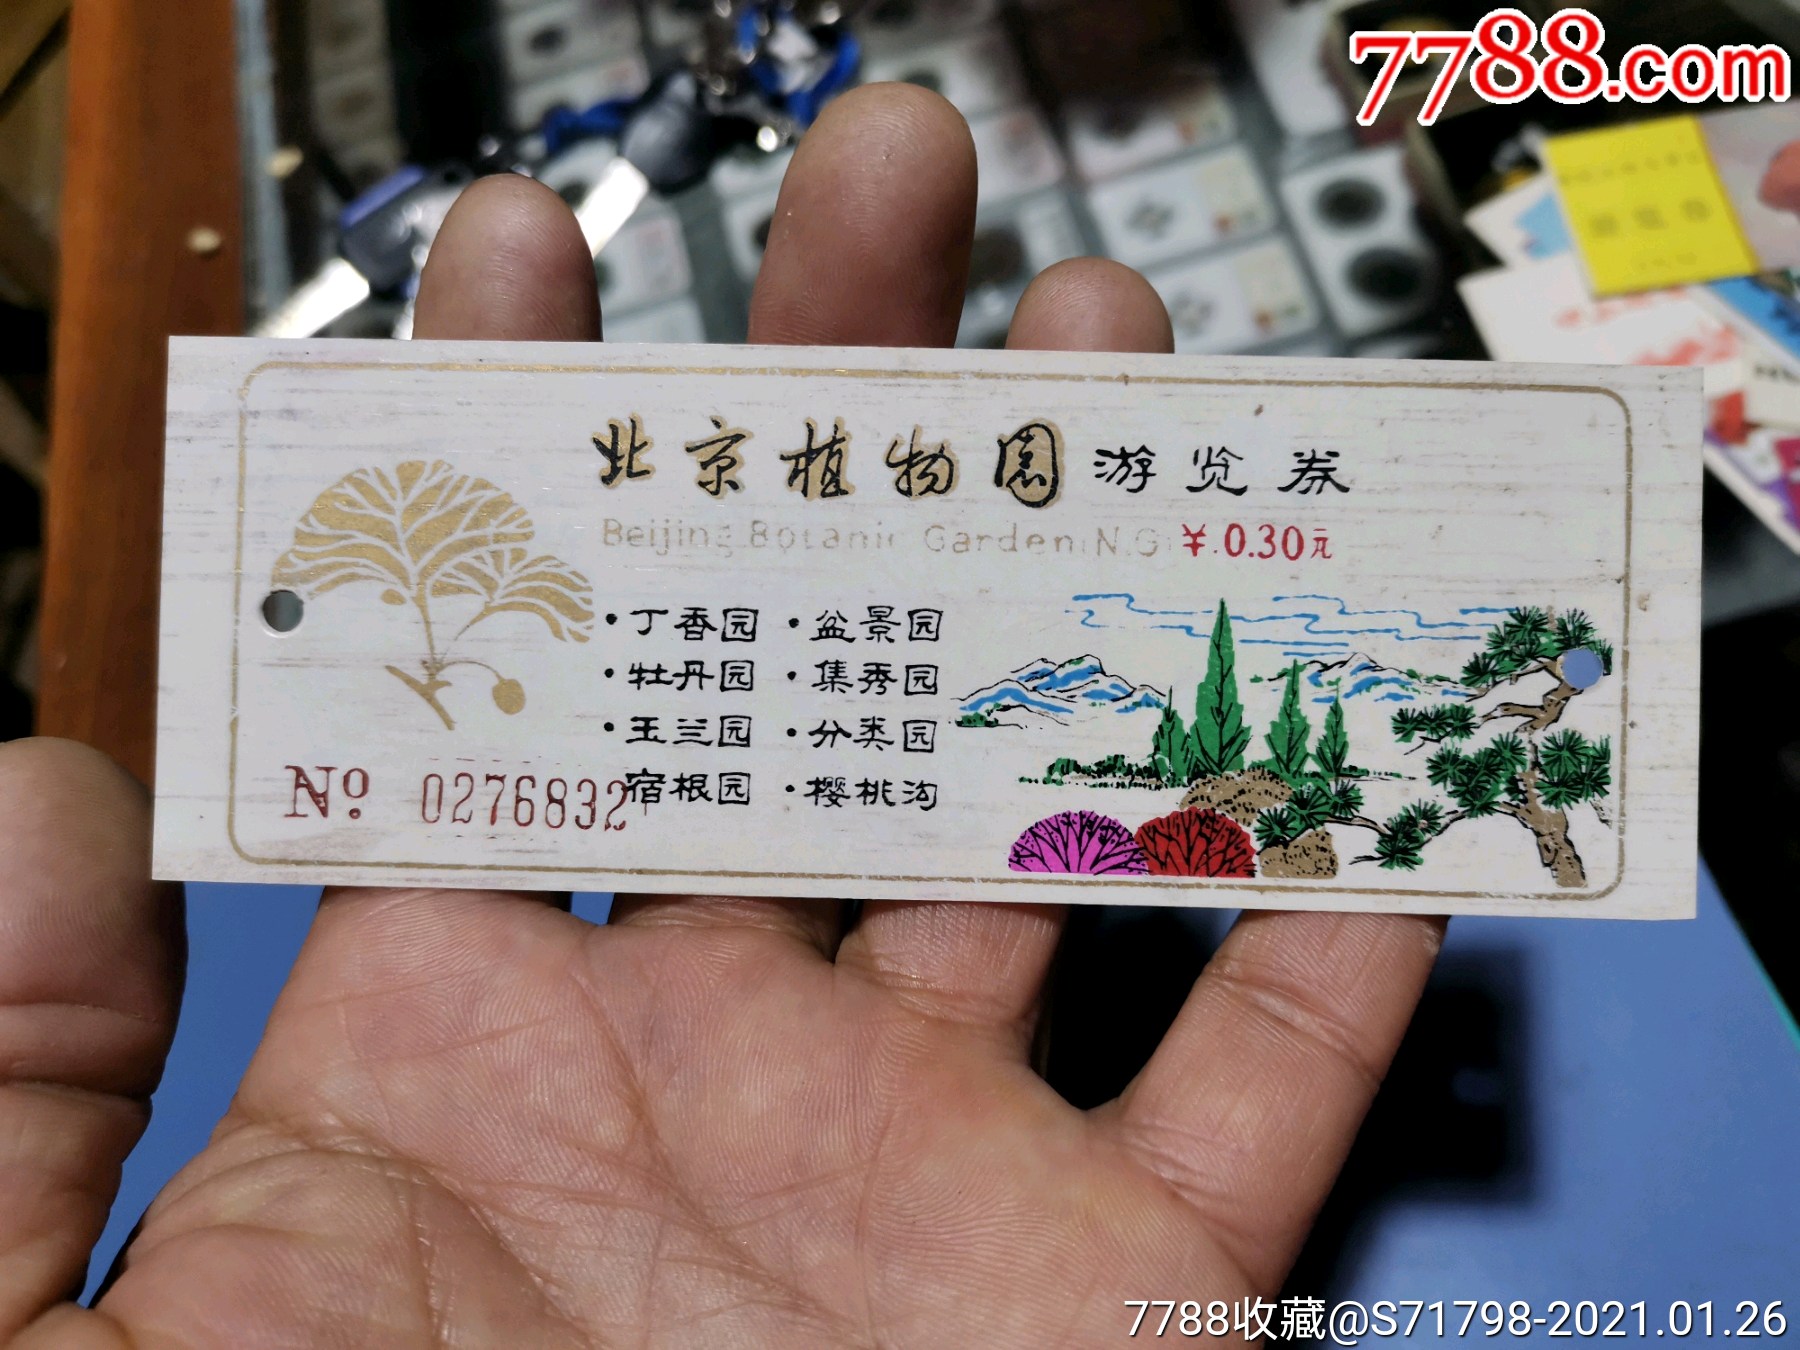 7788.com
北京植物园游览券
Beijing Botanic Garden N.G ¥.0.30元
·丁香园 ·盆景园
·牡丹园 ·集秀园
·玉兰园 ·分类园
宿根园 ·樱桃沟
No 0276832
7788收藏@S71798-2021.01.26